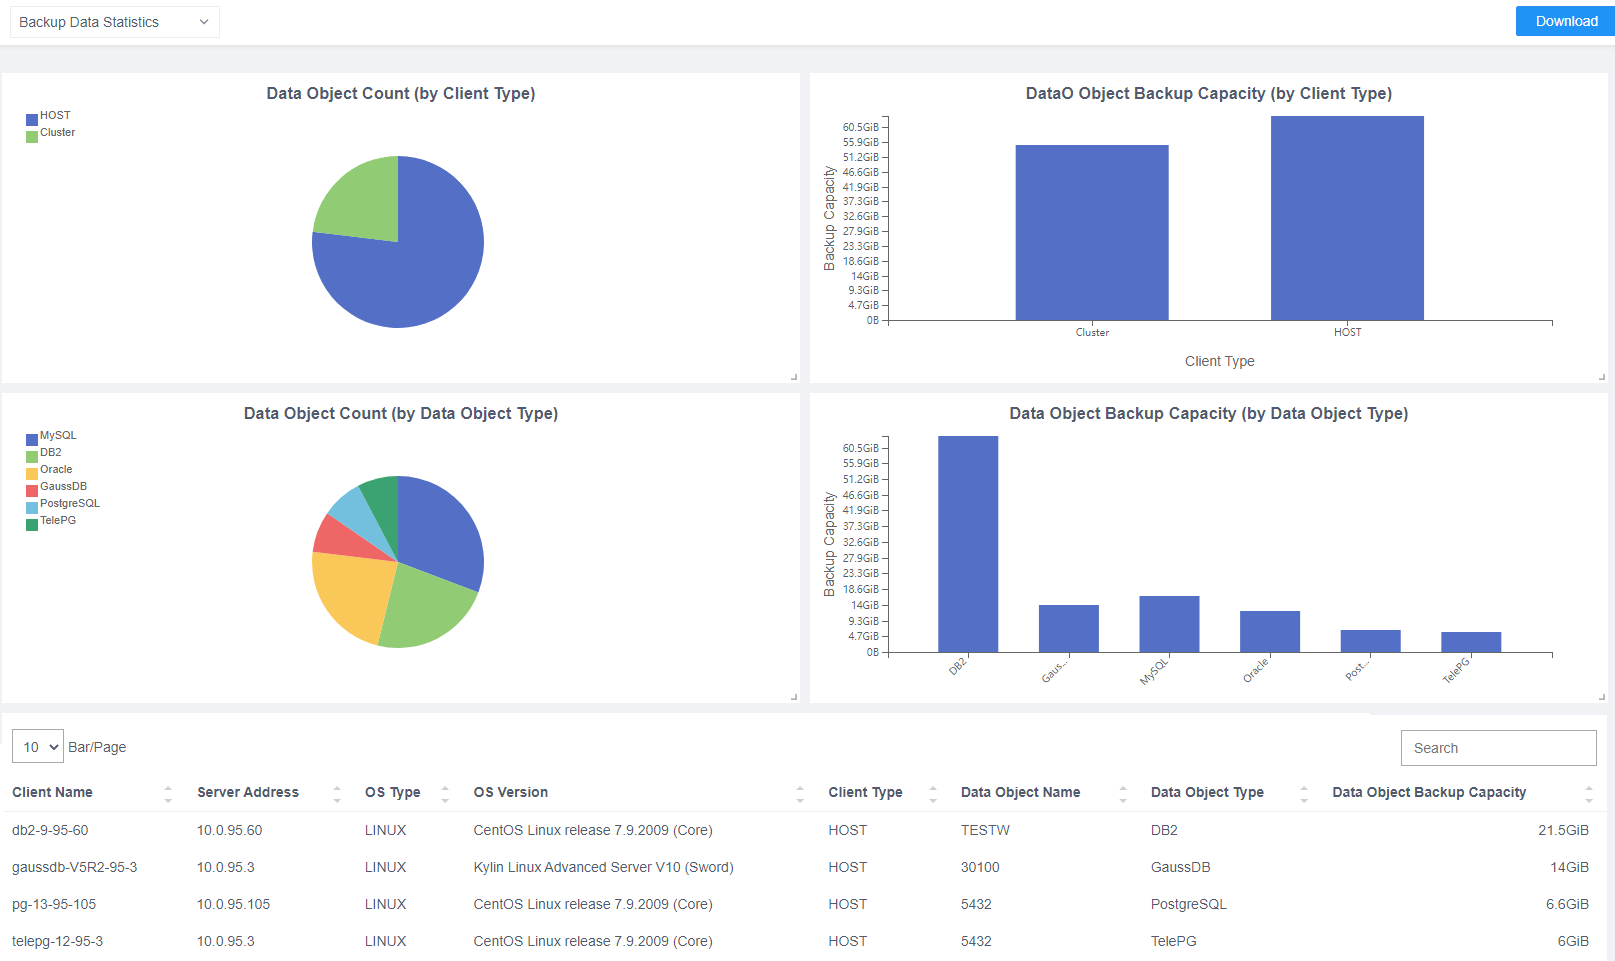 Backup Data Statistics
Download
Data Object Count (by Client Type)
HOST
Cluster
DataO Object Backup Capacity (by Client Type)
Backup Capacity
60.5GiB
55.9GiB
51.2GiB
46.6GiB
41.9GiB
37.3GiB
32.6GiB
27.9GiB
23.3GiB
18.6GiB
14GiB
9.3GiB
4.7GiB
0B
Cluster HOST
Client Type
Data Object Count (by Data Object Type)
MySQL
DB2
Oracle
GaussDB
PostgreSQL
TelePG
Data Object Backup Capacity (by Data Object Type)
Backup Capacity
60.5GiB
55.9GiB
51.2GiB
46.6GiB
41.9GiB
37.3GiB
32.6GiB
27.9GiB
23.3GiB
18.6GiB
14GiB
9.3GiB
4.7GiB
0B
DB2 Gaus... MySQL Oracle Post... TelePG
10 Bar/Page
Search
Client Name Server Address OS Type OS Version Client Type Data Object Name Data Object Type Data Object Backup Capacity
db2-9-95-60 10.0.95.60 LINUX CentOS Linux release 7.9.2009 (Core) HOST TESTW DB2 21.5GiB
gaussdb-V5R2-95-3 10.0.95.3 LINUX Kylin Linux Advanced Server V10 (Sword) HOST 30100 GaussDB 14GiB
pg-13-95-105 10.0.95.105 LINUX CentOS Linux release 7.9.2009 (Core) HOST 5432 PostgreSQL 6.6GiB
telepg-12-95-3 10.0.95.3 LINUX CentOS Linux release 7.9.2009 (Core) HOST 5432 TelePG 6GiB